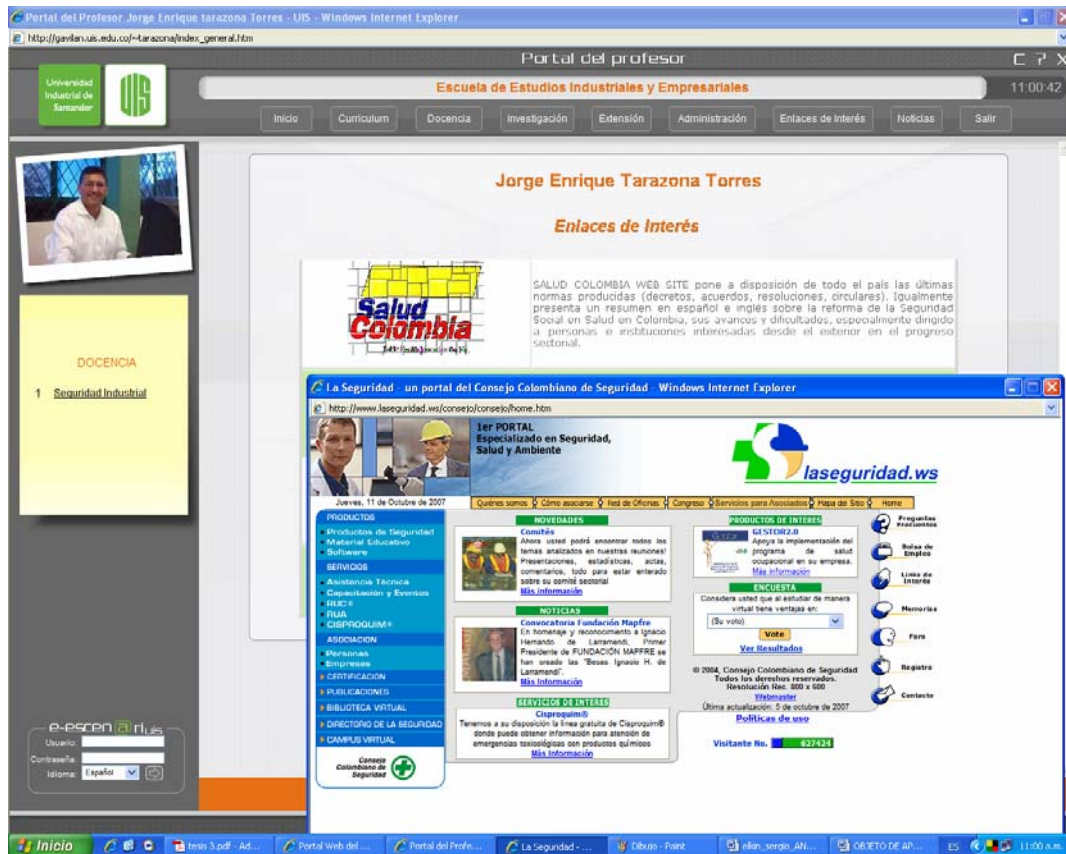 Portal del Profesor Jorge Enrique tarazona Torres - UIS - Windows Internet Explorer
http://gavilan.uis.edu.co/~tarazona/index_general.htm
Portal del profesor
C ? X
Universidad
Industrial de
Santander
UIS
Escuela de Estudios Industriales y Empresariales
11:00:42
Inicio Curriculum Docencia Investigación Extensión Administración Enlaces de Interés Noticias Salir
Jorge Enrique Tarazona Torres
Enlaces de Interés
Salud
Colombia
SALUD COLOMBIA WEB SITE pone a disposición de todo el país las últimas
normas producidas (decretos, acuerdos, resoluciones, circulares). Igualmente
presenta un resumen en español e inglés sobre la reforma de la Seguridad
Social en Salud en Colombia, sus avances y dificultades, especialmente dirigido
a personas e instituciones interesadas desde el exterior en el progreso
sectorial.
DOCENCIA
1 Seguridad Industrial
e-escen@ri uis
Usuario:
Contraseña:
Idioma: Español
La Seguridad - un portal del Consejo Colombiano de Seguridad - Windows Internet Explorer
http://www.laseguridad.ws/consejo/consejo/home.htm
1er PORTAL
Especializado en Seguridad,
Salud y Ambiente
laseguridad.ws
Jueves, 11 de Octubre de 2007
Quiénes somos Cómo asociarse Red de Oficinas Congreso Servicios para Asociados Mapa del Sitio Home
PRODUCTOS
Productos de Seguridad
Material Educativo
Software
SERVICIOS
Asistencia Técnica
Capacitación y Eventos
RUC®
RUA
CISPROQUIM®
ASOCIACION
Personas
Empresas
CERTIFICACION
PUBLICACIONES
BIBLIOTECA VIRTUAL
DIRECTORIO DE LA SEGURIDAD
CAMPUS VIRTUAL
Consejo
Colombiano de
Seguridad
NOVEDADES
Comités
Ahora usted podrá encontrar todos los
temas analizados en nuestras reuniones!
Presentaciones, estadísticas, actas,
comentarios, todo para estar enterado
sobre su comité sectorial
Más información
NOTICIAS
Convocatoria Fundación Mapfre
En homenaje y reconocimiento a Ignacio
Hernando de Larramendi, Primer
Presidente de FUNDACIÓN MAPFRE se
han creado las "Becas Ignacio H. de
Larramendi".
Más Información
SERVICIOS DE INTERES
Cisproquim®
Tenemos a su disposición la línea gratuita de Cisproquim®
donde puede obtener información para atención de
emergencias toxicológicas con productos químicos
Más Información
PRODUCTOS DE INTERES
GESTOR2.0
Apoya la implementación del
programa de salud
ocupacional en su empresa.
Más información
ENCUESTA
Considera usted que al estudiar de manera
virtual tiene ventajas en:
(Su voto)
Vote
Ver Resultados
© 2004, Consejo Colombiano de Seguridad
Todos los derechos reservados.
Resolución Rec. 800 x 600
Webmaster
Última actualización: 5 de octubre de 2007
Políticas de uso
Visitante No. 627424
Preguntas
Frecuentes
Bolsa de
Empleo
Links de
Interés
Memorias
Foro
Registro
Contacto
Inicio tesis 3.pdf - Ad... Portal Web del ... Portal del Profe... La Seguridad - ... Dibujo - Paint elkin_sergio_AN... OBJETO DE AP... ES 11:00 a.m.